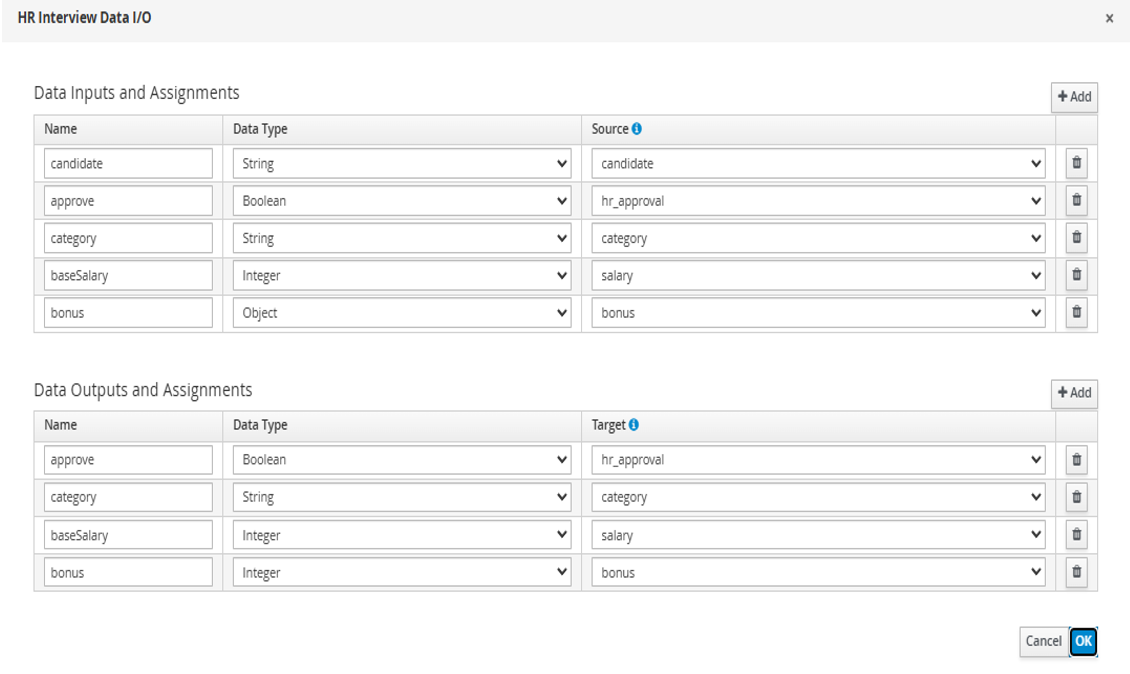 HR Interview Data I/O ×
Data Inputs and Assignments
+ Add
Name Data Type Source
candidate String candidate
approve Boolean hr_approval
category String category
baseSalary Integer salary
bonus Object bonus
Data Outputs and Assignments
+ Add
Name Data Type Target
approve Boolean hr_approval
category String category
baseSalary Integer salary
bonus Integer bonus
Cancel OK